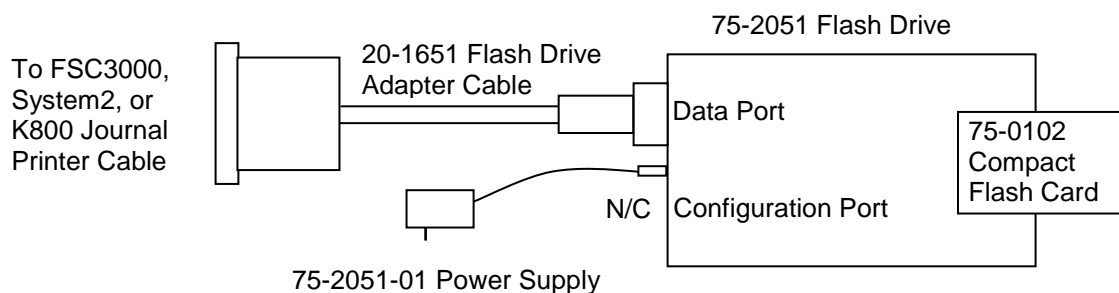 75-2051 Flash Drive
20-1651 Flash Drive
Adapter Cable
To FSC3000,
System2, or
K800 Journal
Printer Cable
Data Port
75-0102
Compact
Flash Card
N/C
Configuration Port
75-2051-01 Power Supply